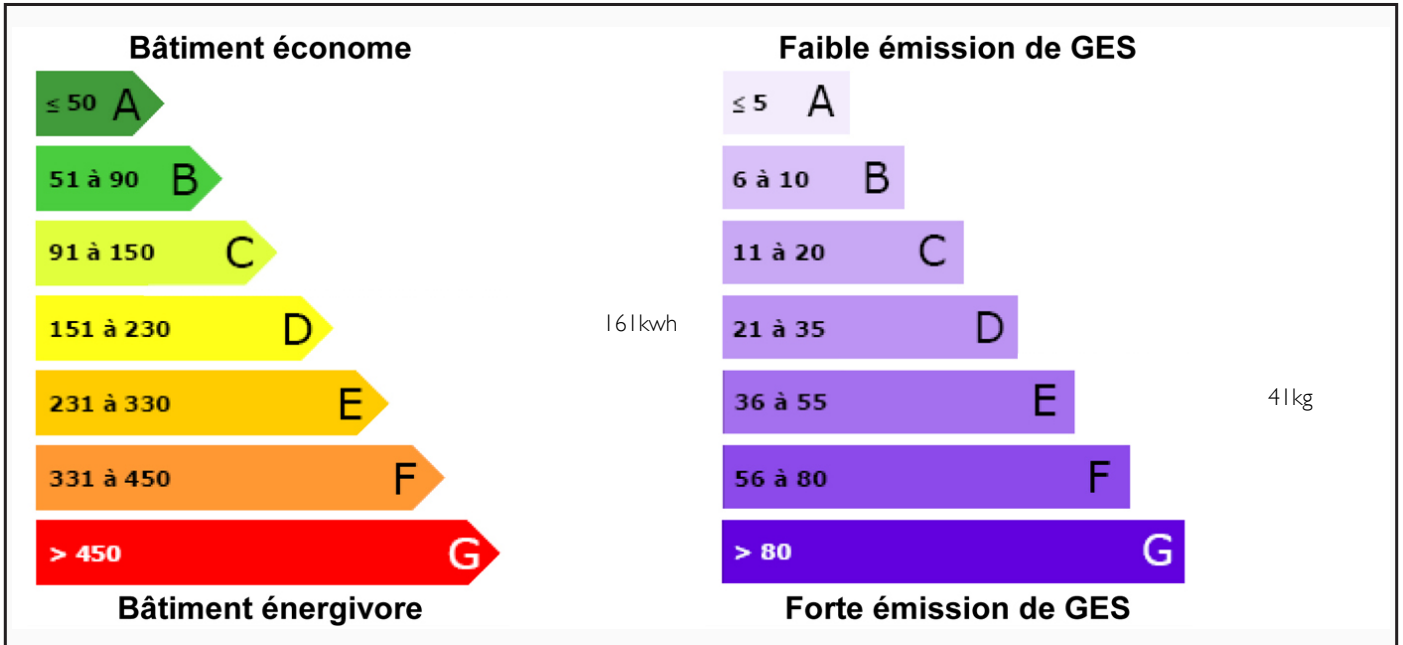 Bâtiment économe
≤ 50 A
51 à 90 B
91 à 150 C
151 à 230 D
161kwh
231 à 330 E
331 à 450 F
> 450 G
Bâtiment énergivore
Faible émission de GES
≤ 5 A
6 à 10 B
11 à 20 C
21 à 35 D
36 à 55 E
41kg
56 à 80 F
> 80 G
Forte émission de GES